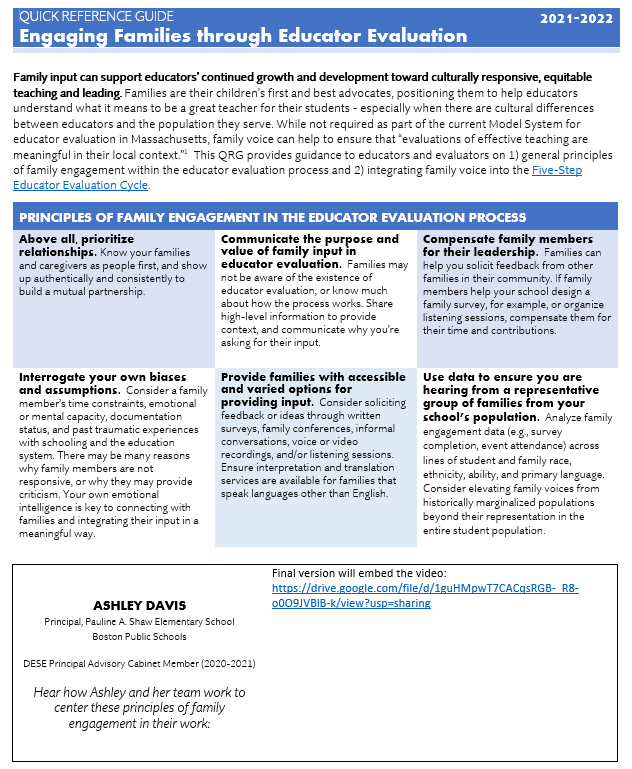 QUICK REFERENCE GUIDE
2021-2022
Engaging Families through Educator Evaluation
Family input can support educators' continued growth and development toward culturally responsive, equitable
teaching and leading. Families are their children's first and best advocates, positioning them to help educators
understand what it means to be a great teacher for their students - especially when there are cultural differences
between educators and the population they serve. While not required as part of the current Model System for
educator evaluation in Massachusetts, family voice can help to ensure that "evaluations of effective teaching are
meaningful in their local context."¹ This QRG provides guidance to educators and evaluators on 1) general principles
of family engagement within the educator evaluation process and 2) integrating family voice into the Five-Step
Educator Evaluation Cycle.
PRINCIPLES OF FAMILY ENGAGEMENT IN THE EDUCATOR EVALUATION PROCESS
Above all, prioritize
relationships. Know your families
and caregivers as people first, and show
up authentically and consistently to
build a mutual partnership.
Communicate the purpose and
value of family input in
educator evaluation. Families may
not be aware of the existence of
educator evaluation, or know much
about how the process works. Share
high-level information to provide
context, and communicate why you're
asking for their input.
Compensate family members
for their leadership. Families can
help you solicit feedback from other
families in their community. If family
members help your school design a
family survey, for example, or organize
listening sessions, compensate them for
their time and contributions.
Interrogate your own biases
and assumptions. Consider a family
member's time constraints, emotional
or mental capacity, documentation
status, and past traumatic experiences
with schooling and the education
system. There may be many reasons
why family members are not
responsive, or why they may provide
criticism. Your own emotional
intelligence is key to connecting with
families and integrating their input in a
meaningful way.
Provide families with accessible
and varied options for
providing input. Consider soliciting
feedback or ideas through written
surveys, family conferences, informal
conversations, voice or video
recordings, and/or listening sessions.
Ensure interpretation and translation
services are available for families that
speak languages other than English.
Use data to ensure you are
hearing from a representative
group of families from your
school's population. Analyze family
engagement data (e.g., survey
completion, event attendance) across
lines of student and family race,
ethnicity, ability, and primary language.
Consider elevating family voices from
historically marginalized populations
beyond their representation in the
entire student population.
ASHLEY DAVIS
Principal, Pauline A. Shaw Elementary School
Boston Public Schools
DESE Principal Advisory Cabinet Member (2020-2021)
Hear how Ashley and her team work to
center these principles of family
engagement in their work:
Final version will embed the video:
https://drive.google.com/file/d/1guHMpwT7CACqsRGB-_R8-
o0O9JVBIB-k/view?usp=sharing